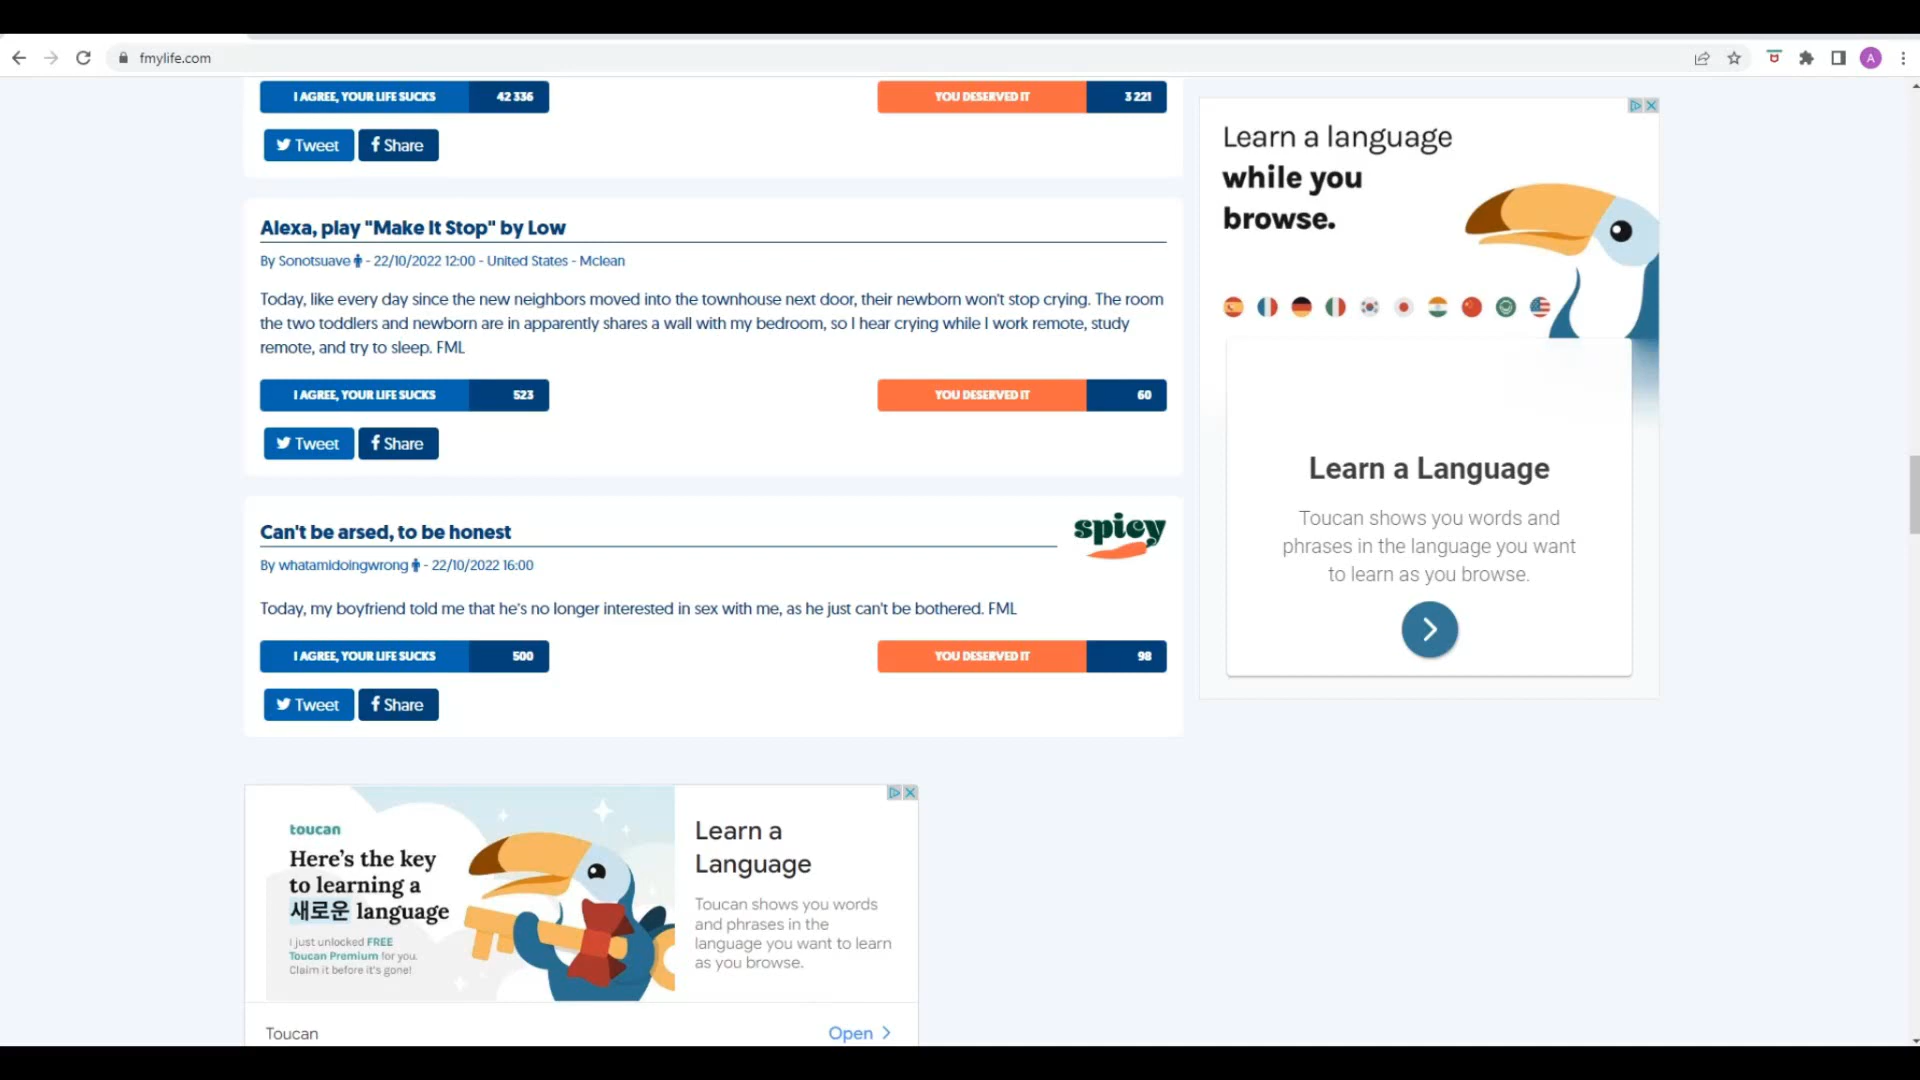 fmylife.com
A
I AGREE, YOUR LIFE SUCKS 42 336
YOU DESERVED IT 3 221
Tweet
Share
Alexa, play "Make It Stop" by Low
By Sonotsuave - 22/10/2022 12:00 - United States - Mclean
Today, like every day since the new neighbors moved into the townhouse next door, their newborn won't stop crying. The room
the two toddlers and newborn are in apparently shares a wall with my bedroom, so I hear crying while I work remote, study
remote, and try to sleep. FML
I AGREE, YOUR LIFE SUCKS 523
YOU DESERVED IT 60
Tweet
Share
Can't be arsed, to be honest
spicy
By whatamidoingwrong - 22/10/2022 16:00
Today, my boyfriend told me that he's no longer interested in sex with me, as he just can't be bothered. FML
I AGREE, YOUR LIFE SUCKS 500
YOU DESERVED IT 98
Tweet
Share
toucan
Here's the key
to learning a
새로운 language
I just unlocked FREE
Toucan Premium for you.
Claim it before it's gone!
Learn a
Language
Toucan shows you words
and phrases in the
language you want to learn
as you browse.
Toucan
Open
Learn a language
while you
browse.
Learn a Language
Toucan shows you words and
phrases in the language you want
to learn as you browse.